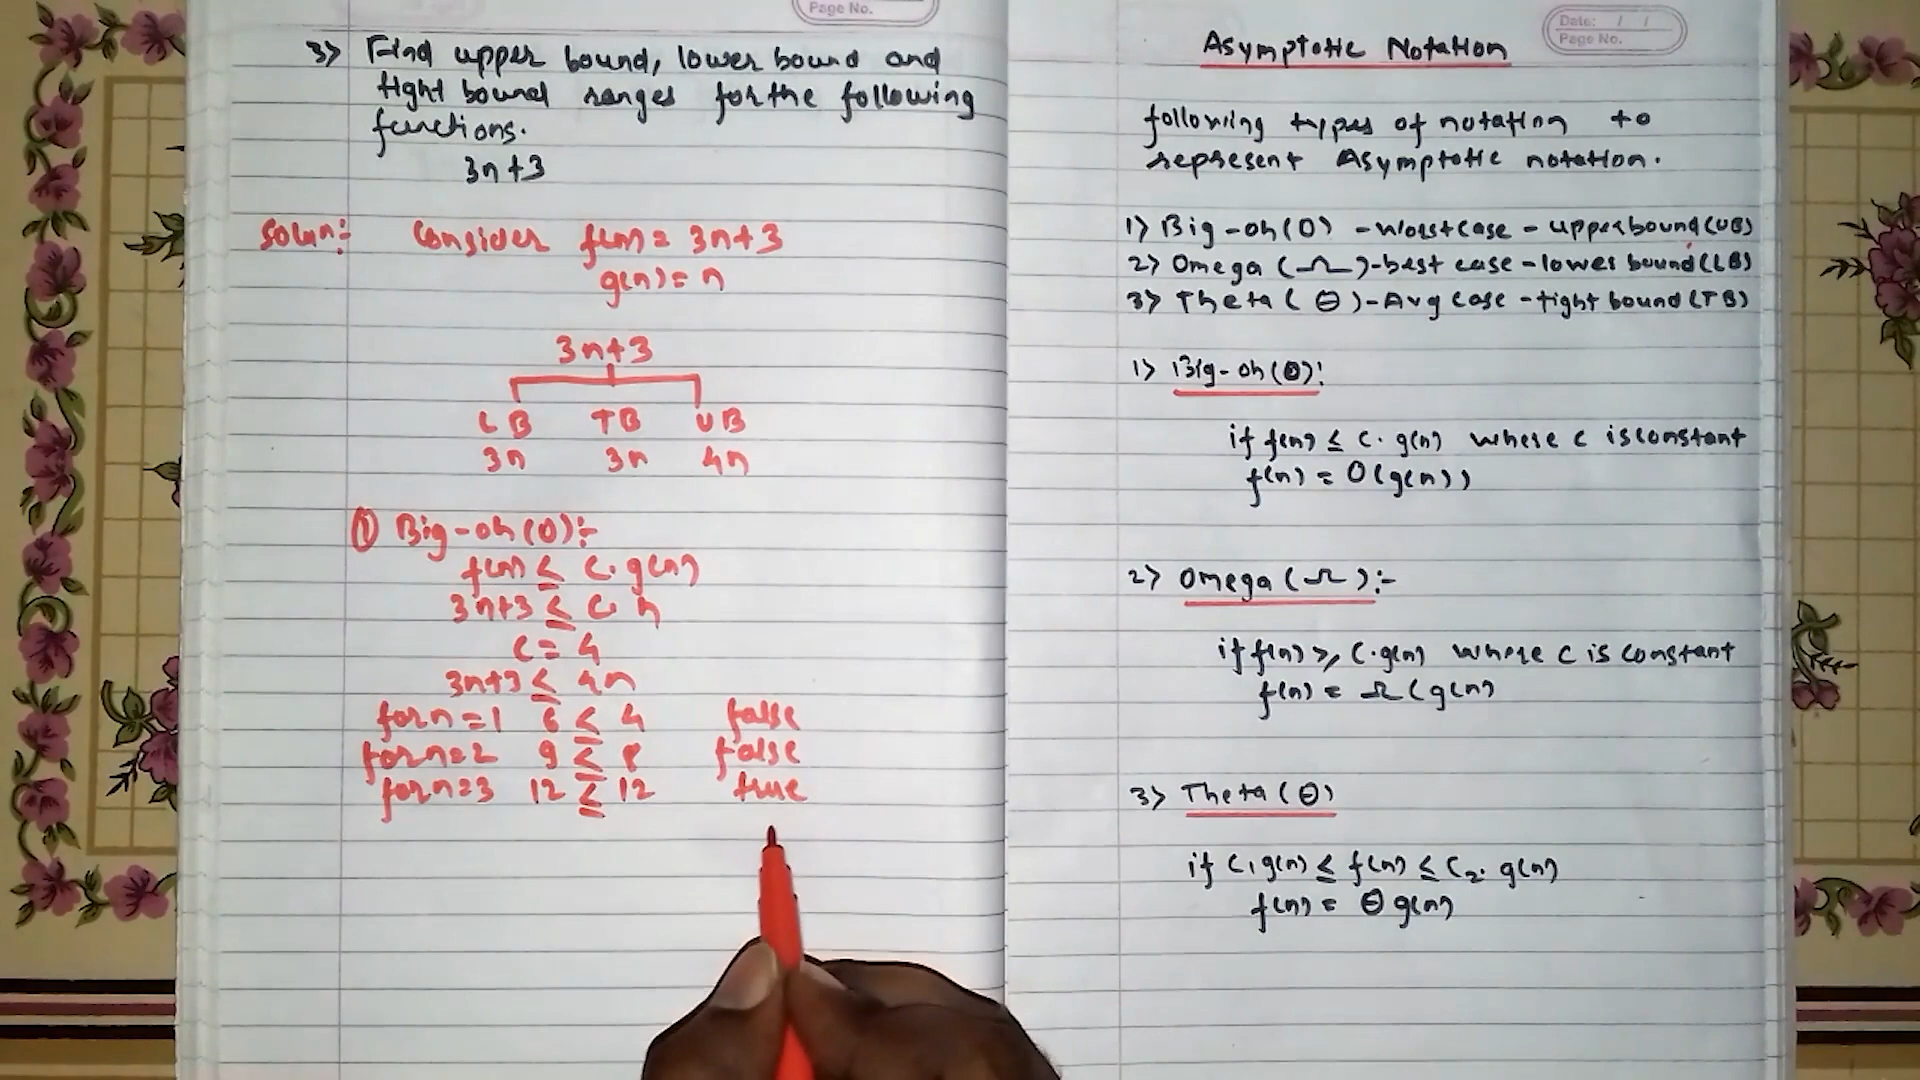 Page No.
3) Find upper bound, lower bound and
tight bound ranges for the following
functions.
3n+3
Soln:-
Consider f(n) = 3n+3
g(n) = n
3n+3
LB TB UB
3n 3n 4n
① Big-oh (O):-
f(n) ≤ c. g(n)
3n+3 ≤ c. n
c = 4
3n+3 ≤ 4n
for n=1 6 ≤ 4 false
for n=2 9 ≤ 8 false
for n=3 12 ≤ 12 true
Date: / /
Page No.
Asymptotic Notation
following types of notation to
represent Asymptotic notation.
1) Big-oh (O) - worst case - upper bound (UB)
2) Omega (Ω) - best case - lower bound (LB)
3) Theta (θ) - Avg case - tight bound (TB)
1) Big-oh (O):
if f(n) ≤ c. g(n) where c is constant
f(n) = O(g(n))
2) Omega (Ω):-
if f(n) ≥ c.g(n) where c is constant
f(n) = Ω(g(n)
3) Theta (θ)
if c1g(n) ≤ f(n) ≤ c2. g(n)
f(n) = θ g(n)